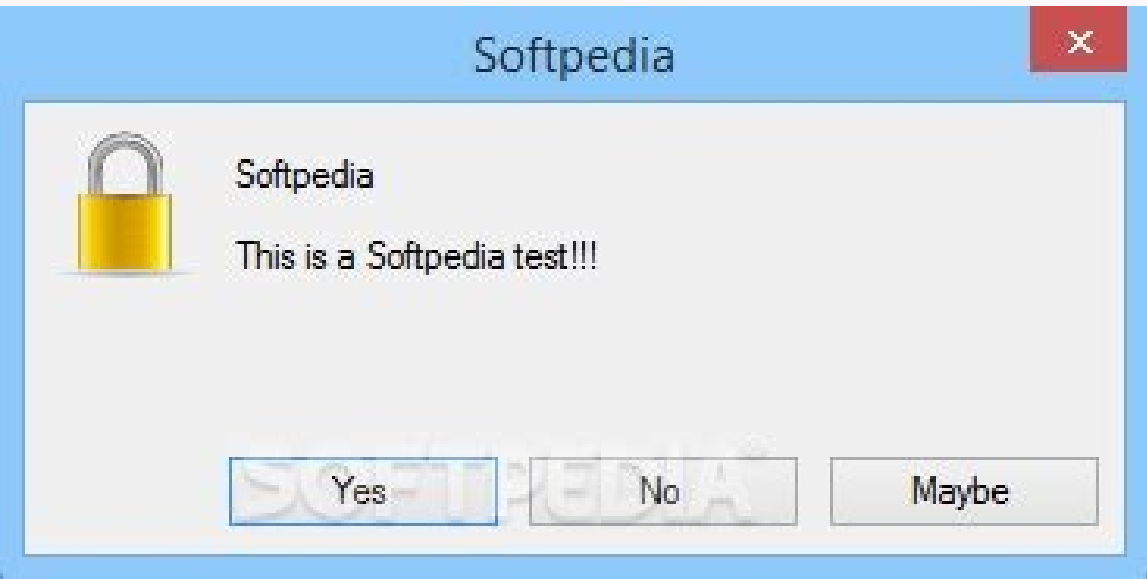 Softpedia
Softpedia
This is a Softpedia test!!!
SOFTPEDIA®
Yes No Maybe